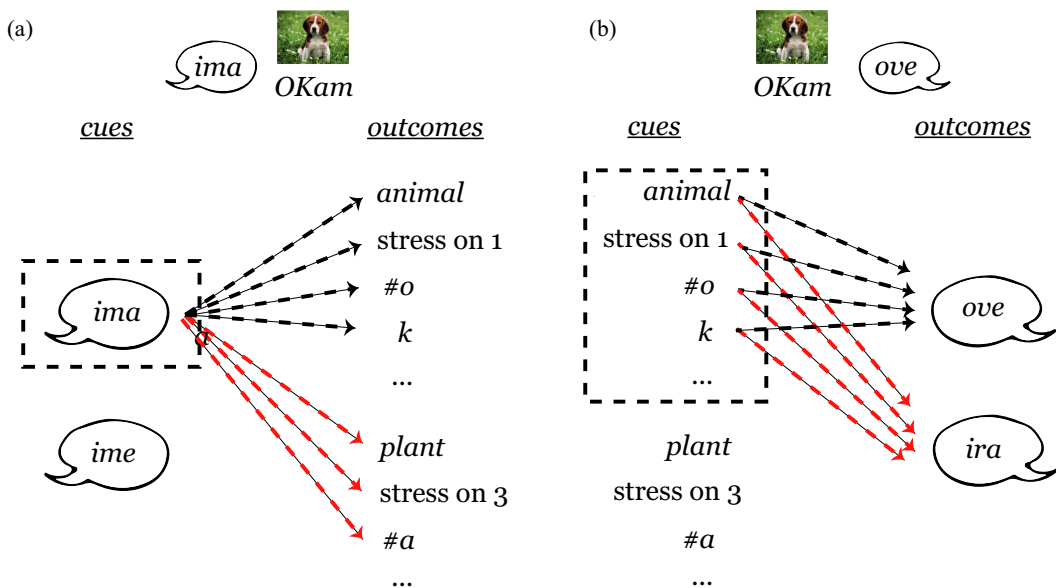 (a)
ima
OKam
cues
outcomes
animal
stress on 1
#o
ima
a
k
...
ime
plant
stress on 3
#a
...
(b)
OKam
ove
cues
outcomes
animal
stress on 1
#o
ove
k
...
ira
plant
stress on 3
#a
...